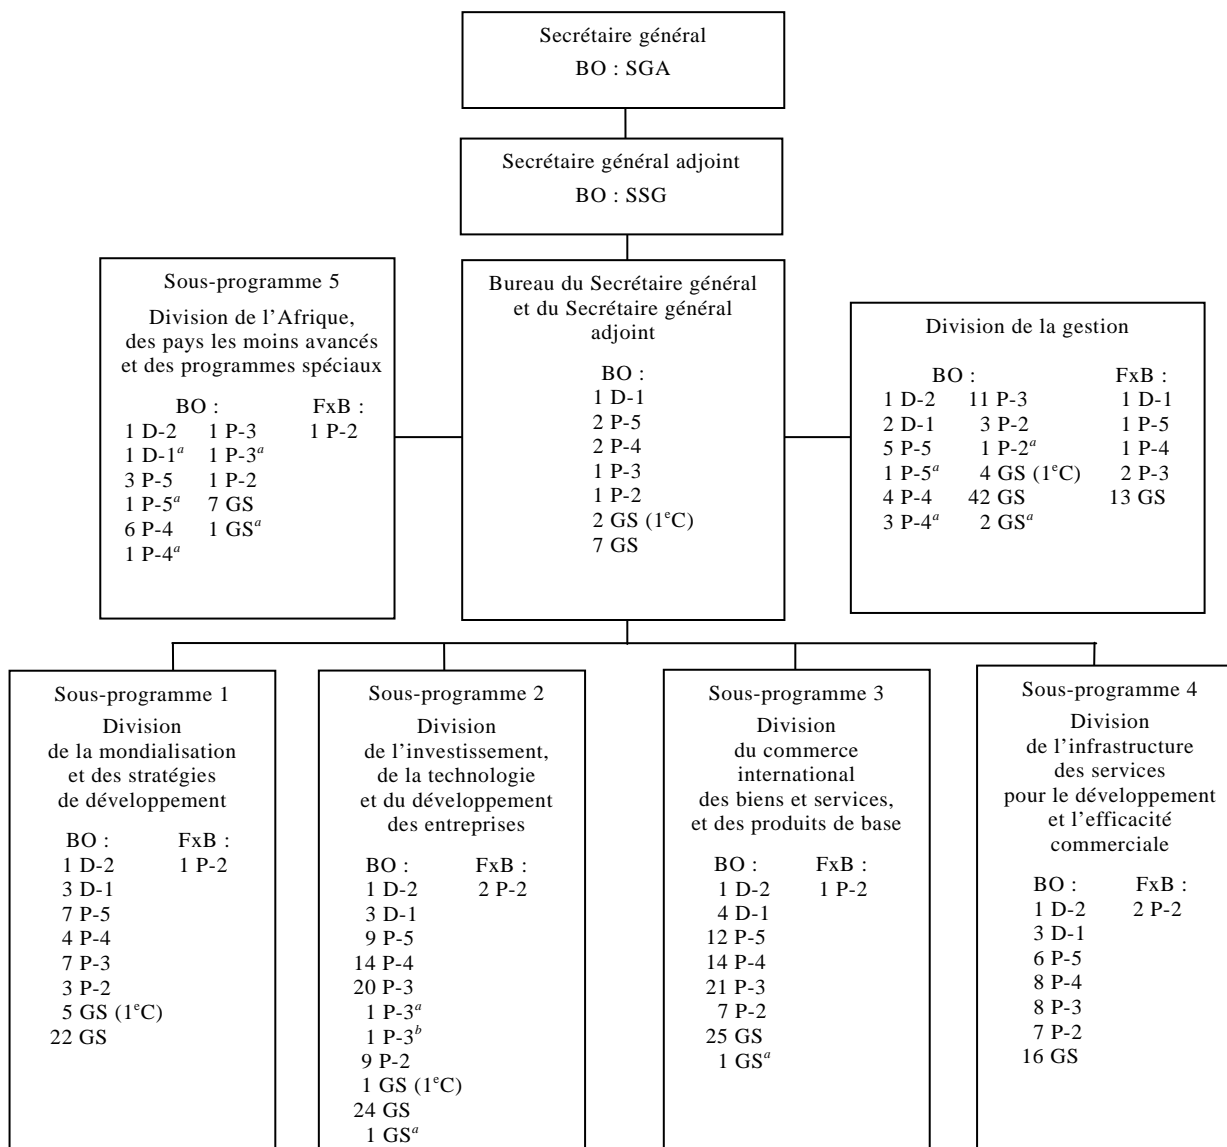 Secrétaire général
BO : SGA
Secrétaire général adjoint
BO : SSG
Sous-programme 5
Division de l'Afrique,
des pays les moins avancés
et des programmes spéciaux
BO : FxB :
1 D-2 1 P-3 1 P-2
1 D-1ᵃ 1 P-3ᵃ
3 P-5 1 P-2
1 P-5ᵃ 7 GS
6 P-4 1 GSᵃ
1 P-4ᵃ
Bureau du Secrétaire général
et du Secrétaire général
adjoint
BO :
1 D-1
2 P-5
2 P-4
1 P-3
1 P-2
2 GS (1ᵉC)
7 GS
Division de la gestion
BO : FxB :
1 D-2 11 P-3 1 D-1
2 D-1 3 P-2 1 P-5
5 P-5 1 P-2ᵃ 1 P-4
1 P-5ᵃ 4 GS (1ᵉC) 2 P-3
4 P-4 42 GS 13 GS
3 P-4ᵃ 2 GSᵃ
Sous-programme 1
Division
de la mondialisation
et des stratégies
de développement
BO : FxB :
1 D-2 1 P-2
3 D-1
7 P-5
4 P-4
7 P-3
3 P-2
5 GS (1ᵉC)
22 GS
Sous-programme 2
Division
de l'investissement,
de la technologie
et du développement
des entreprises
BO : FxB :
1 D-2 2 P-2
3 D-1
9 P-5
14 P-4
20 P-3
1 P-3ᵃ
1 P-3ᵇ
9 P-2
1 GS (1ᵉC)
24 GS
1 GSᵃ
Sous-programme 3
Division
du commerce
international
des biens et services,
et des produits de base
BO : FxB :
1 D-2 1 P-2
4 D-1
12 P-5
14 P-4
21 P-3
7 P-2
25 GS
1 GSᵃ
Sous-programme 4
Division
de l'infrastructure
des services
pour le développement
et l'efficacité
commerciale
BO : FxB :
1 D-2 2 P-2
3 D-1
6 P-5
8 P-4
8 P-3
7 P-2
16 GS